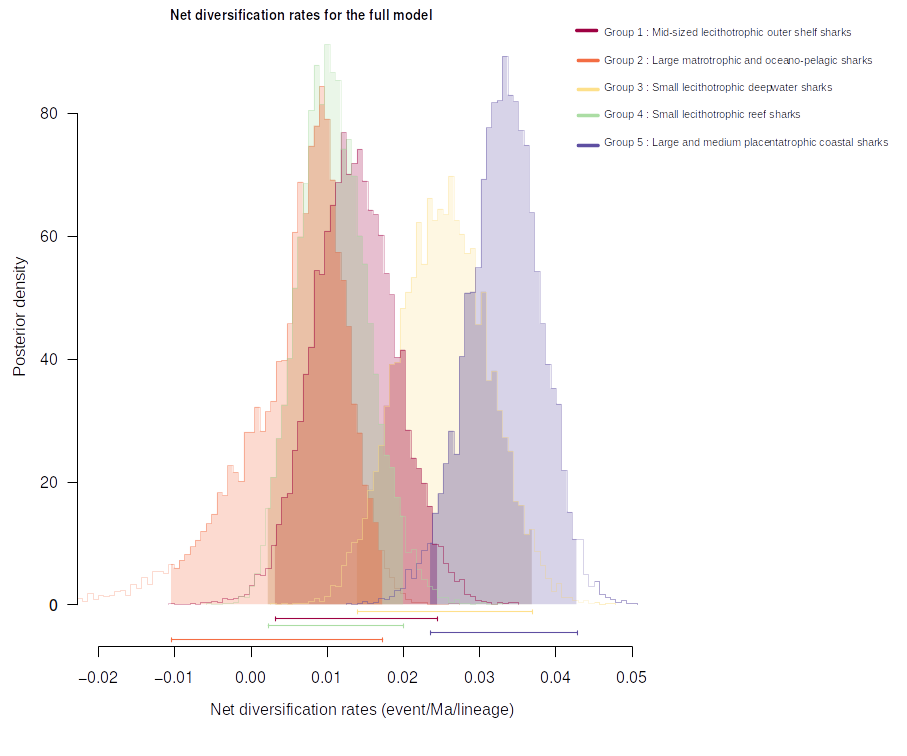 Net diversification rates for the full model
Group 1 : Mid-sized lecithotrophic outer shelf sharks
Group 2 : Large matrotrophic and oceano-pelagic sharks
Group 3 : Small lecithotrophic deepwater sharks
Group 4 : Small lecithotrophic reef sharks
Group 5 : Large and medium placentatrophic coastal sharks
Posterior density
80
60
40
20
0
−0.02 −0.01 0.00 0.01 0.02 0.03 0.04 0.05
Net diversification rates (event/Ma/lineage)